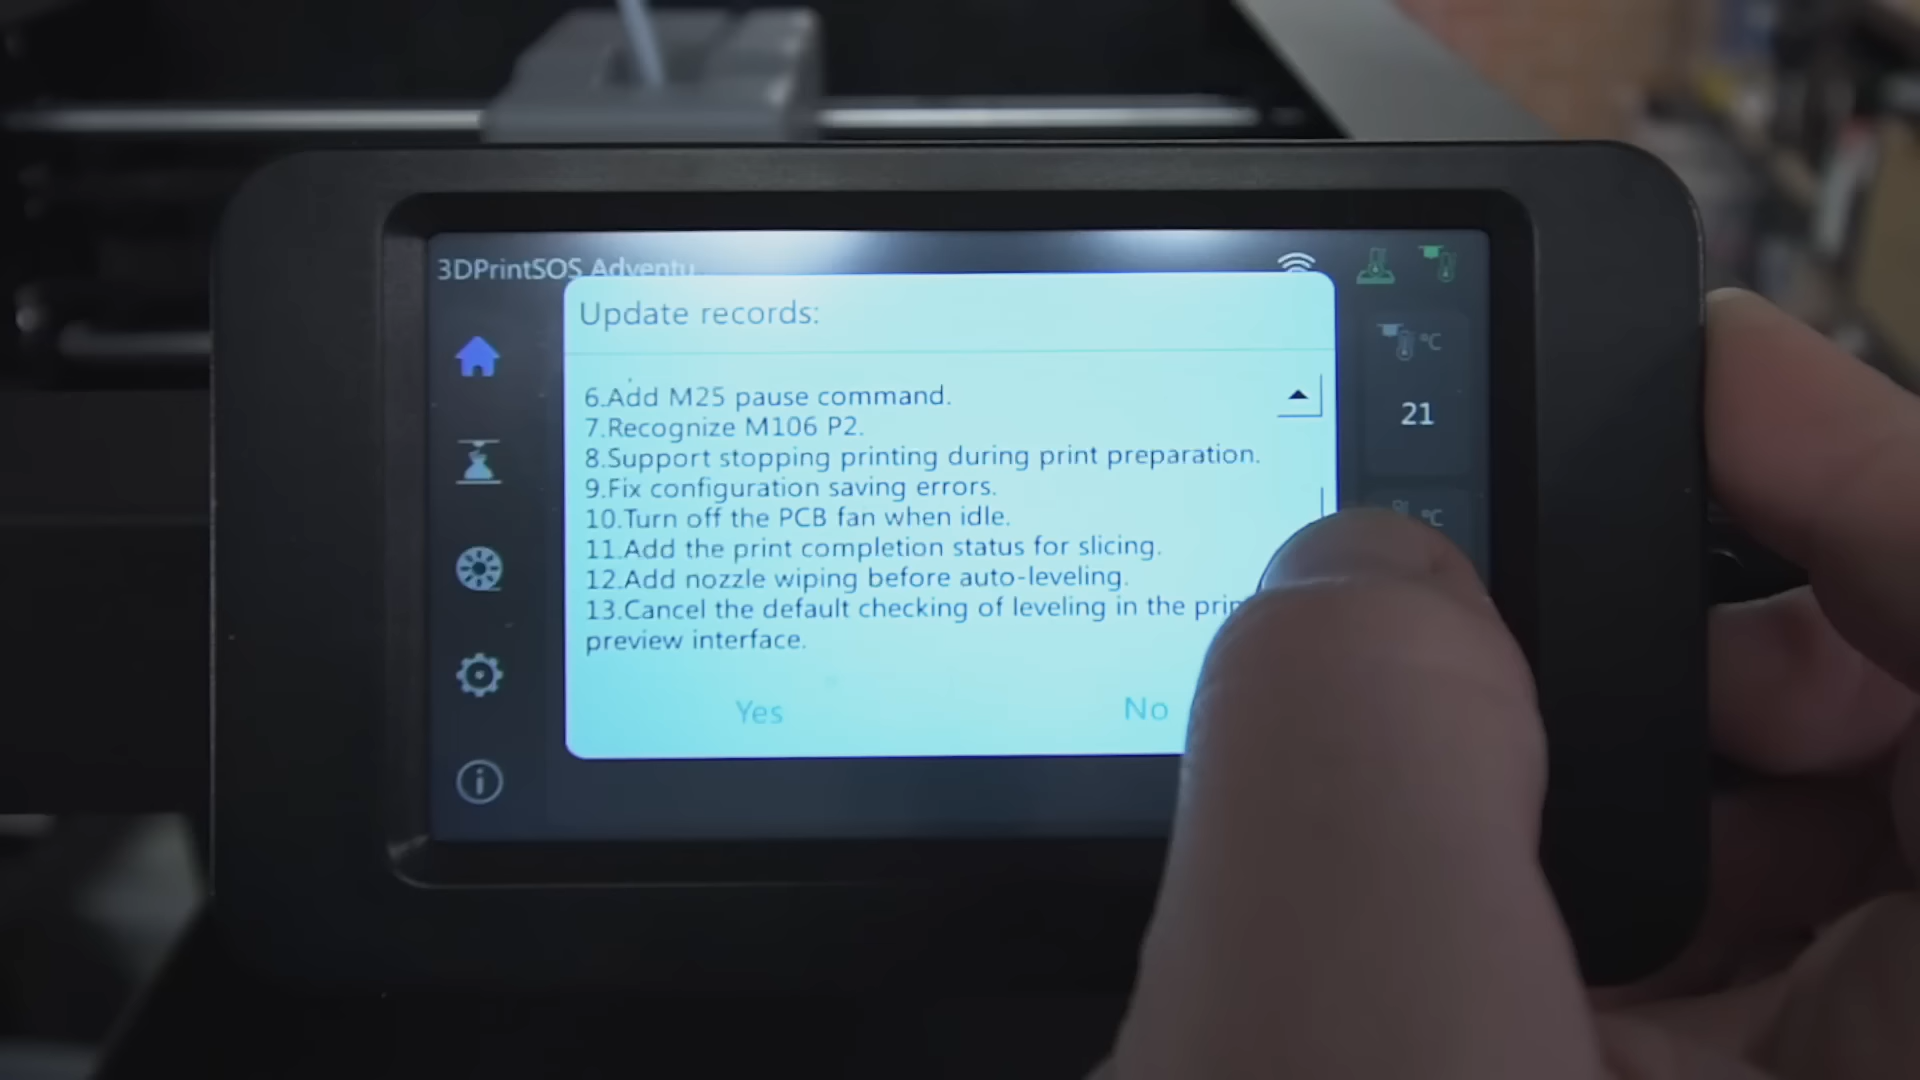 3DPrintSOS Adventu
Update records:
6.Add M25 pause command.
7.Recognize M106 P2.
8.Support stopping printing during print preparation.
9.Fix configuration saving errors.
10.Turn off the PCB fan when idle.
11.Add the print completion status for slicing.
12.Add nozzle wiping before auto-leveling.
13.Cancel the default checking of leveling in the prin
preview interface.
Yes
No
°C
21
°C